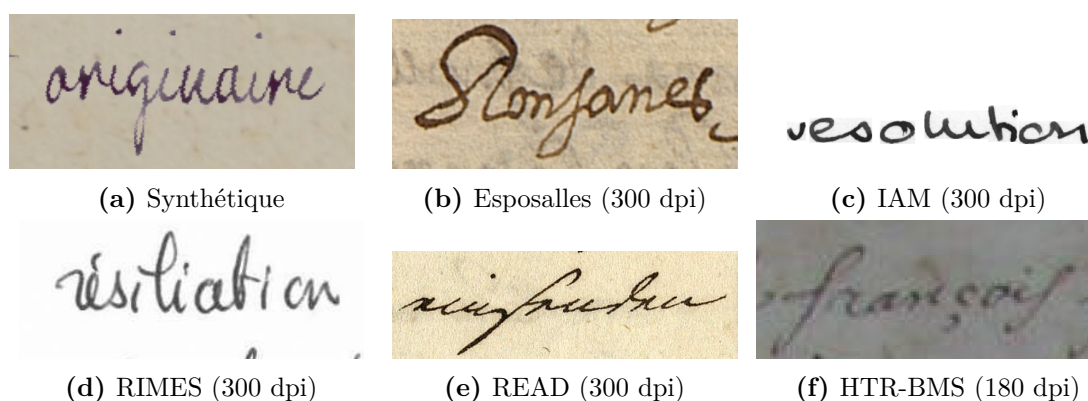 originaire
resolution
(a) Synthétique
(b) Esposalles (300 dpi)
(c) IAM (300 dpi)
résiliation
françois
(d) RIMES (300 dpi)
(e) READ (300 dpi)
(f) HTR-BMS (180 dpi)